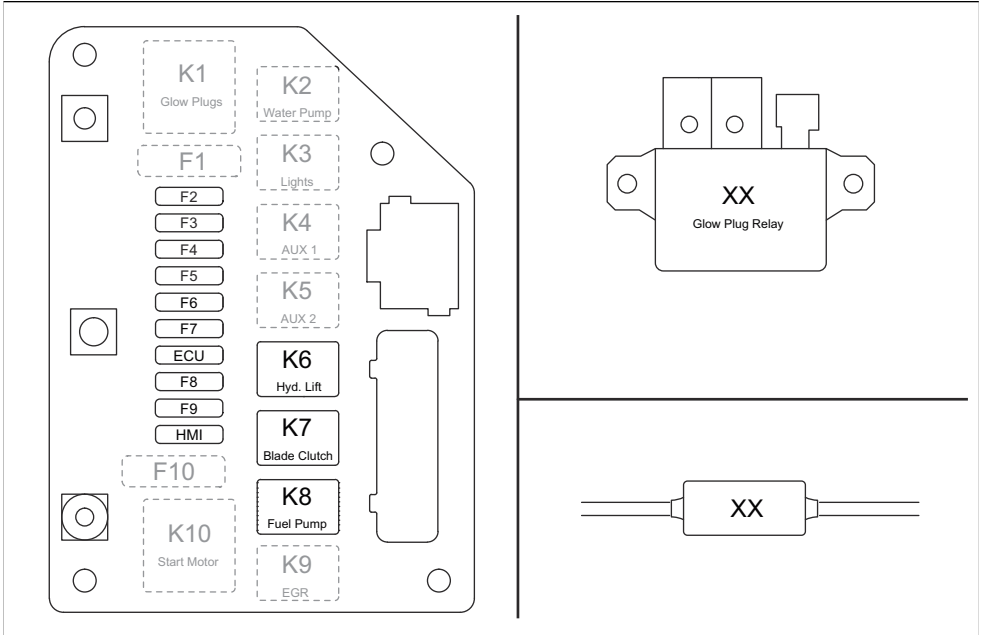 K1
Glow Plugs
K2
Water Pump
F1
K3
Lights
F2
F3
F4
F5
F6
F7
ECU
F8
F9
HMI
K4
AUX 1
K5
AUX 2
K6
Hyd. Lift
K7
Blade Clutch
K8
Fuel Pump
F10
K10
Start Motor
K9
EGR
XX
Glow Plug Relay
XX